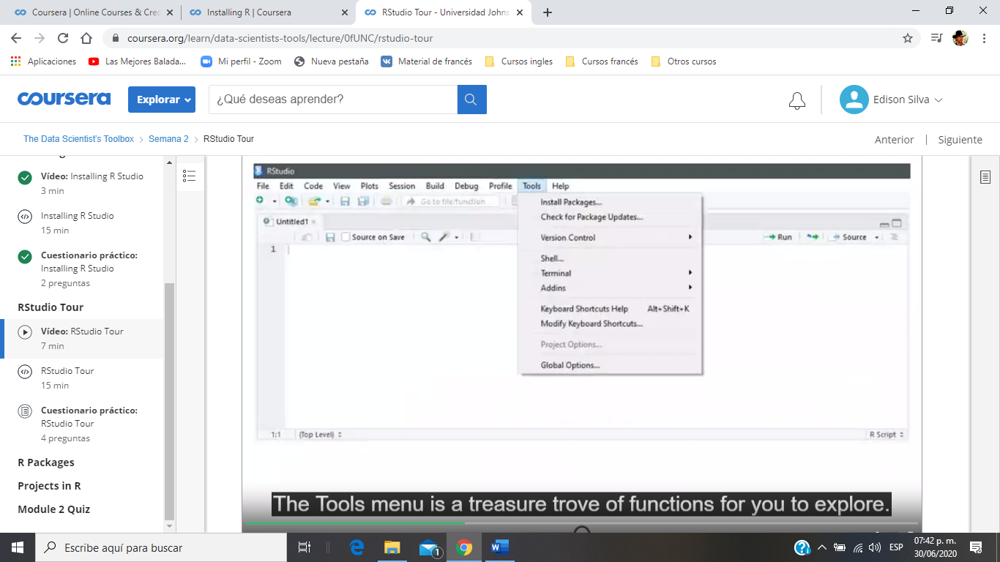 Coursera | Online Courses & Cred
Installing R | Coursera
RStudio Tour - Universidad Johns
coursera.org/learn/data-scientists-tools/lecture/0fUNC/rstudio-tour
Aplicaciones
Las Mejores Balada...
Mi perfil - Zoom
Nueva pestaña
Material de francés
Cursos ingles
Cursos francés
Otros cursos
coursera
Explorar
¿Qué deseas aprender?
Edison Silva
The Data Scientist's Toolbox > Semana 2 > RStudio Tour
Anterior | Siguiente
Vídeo: Installing R Studio
3 min
Installing R Studio
15 min
Cuestionario práctico:
Installing R Studio
2 preguntas
RStudio Tour
Vídeo: RStudio Tour
7 min
RStudio Tour
15 min
Cuestionario práctico:
RStudio Tour
4 preguntas
R Packages
Projects in R
Module 2 Quiz
RStudio
File Edit Code View Plots Session Build Debug Profile Tools Help
Go to file/function
Untitled1
Source on Save
Run
Source
1
Install Packages...
Check for Package Updates...
Version Control
Shell...
Terminal
Addins
Keyboard Shortcuts Help Alt+Shift+K
Modify Keyboard Shortcuts...
Project Options...
Global Options...
1:1 (Top Level) R Script
The Tools menu is a treasure trove of functions for you to explore.
Escribe aquí para buscar
1
ESP
07:42 p. m.
30/06/2020